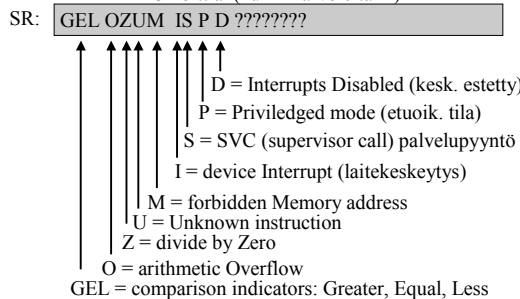 SR: GEL OZUM IS P D ????????
D = Interrupts Disabled (kesk. estetty)
P = Priviledged mode (etuoik. tila)
S = SVC (supervisor call) palvelupyyntö
I = device Interrupt (laitekeskeytys)
M = forbidden Memory address
U = Unknown instruction
Z = divide by Zero
O = arithmetic Overflow
GEL = comparison indicators: Greater, Equal, Less